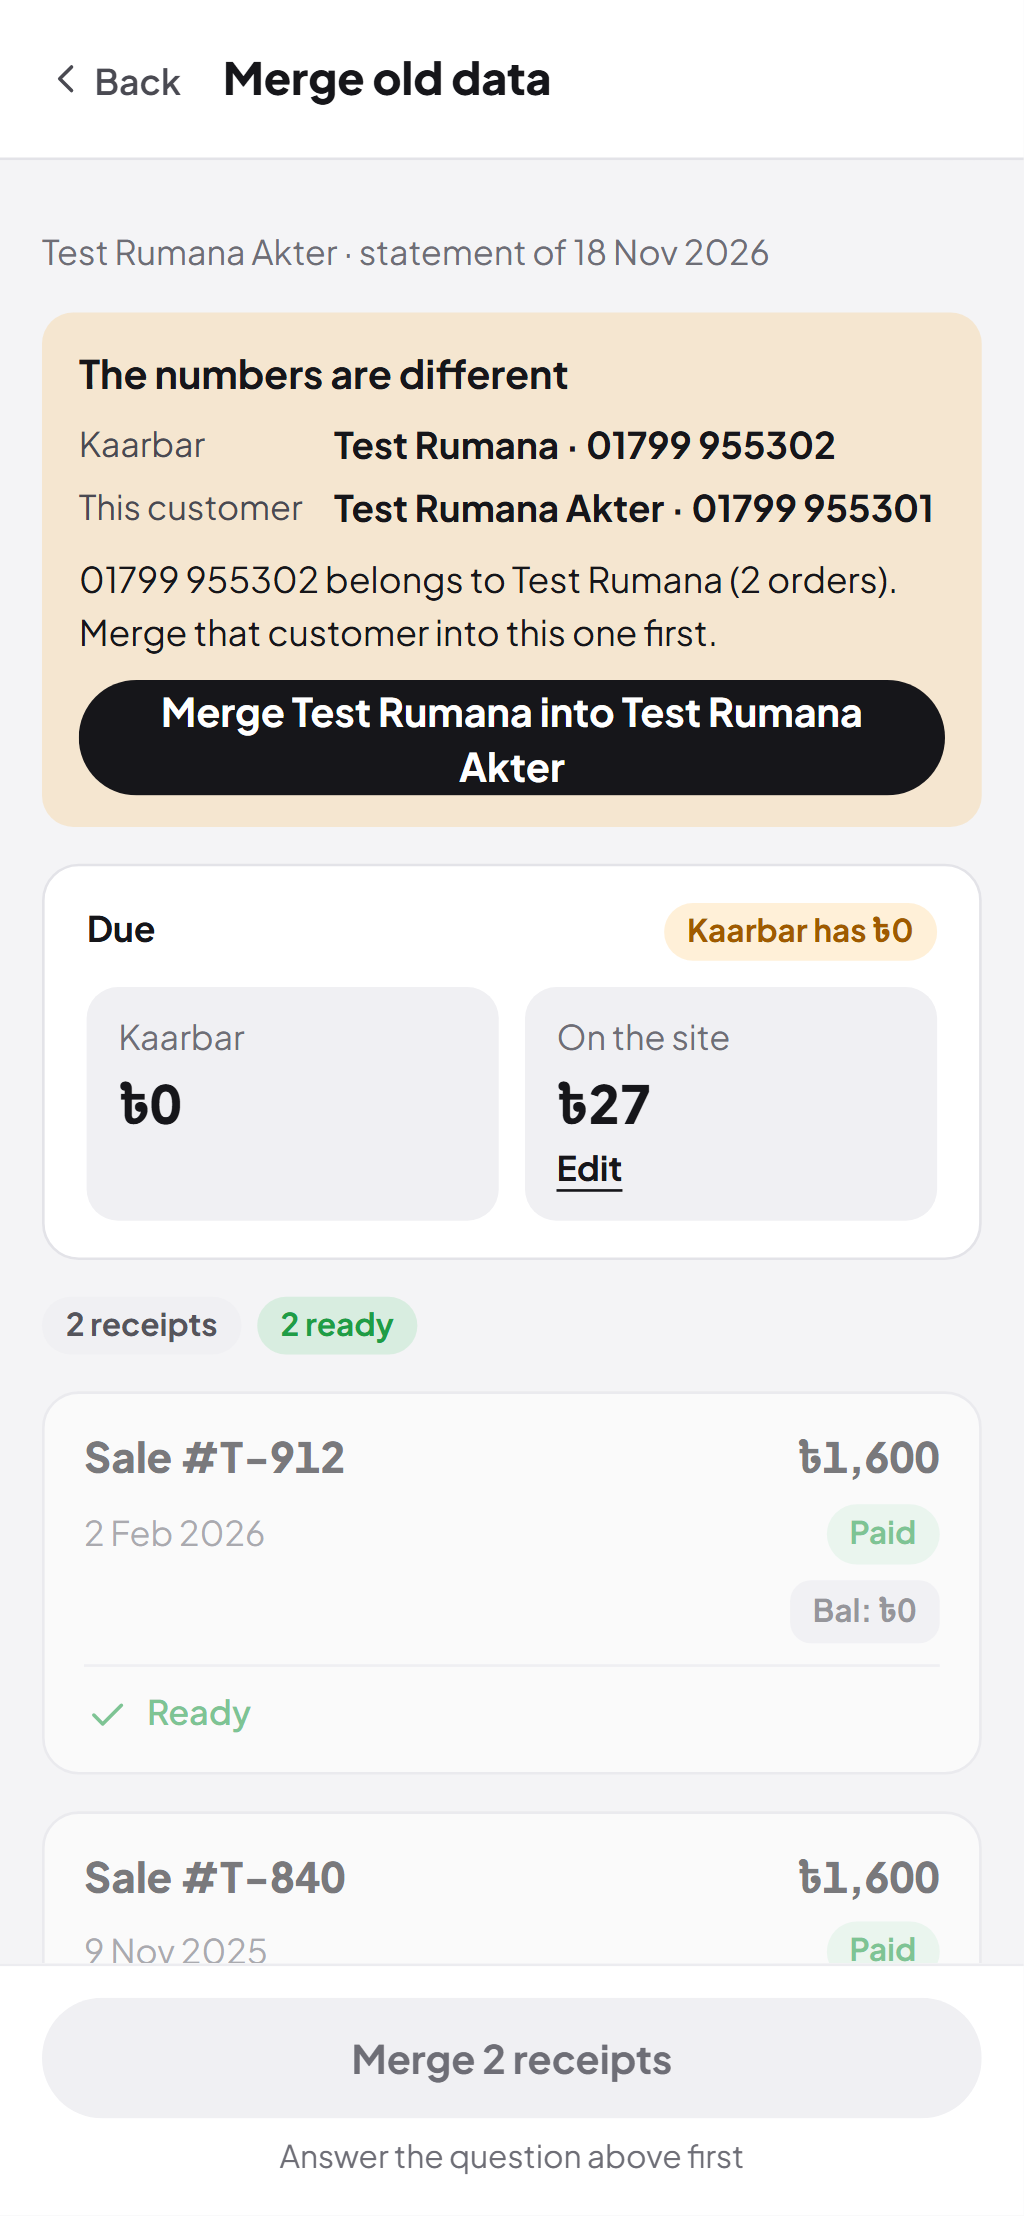 Back Merge old data
Test Rumana Akter · statement of 18 Nov 2026
The numbers are different
Kaarbar Test Rumana · 01799 955302
This customer Test Rumana Akter · 01799 955301
01799 955302 belongs to Test Rumana (2 orders).
Merge that customer into this one first.
Merge Test Rumana into Test Rumana
Akter
Due Kaarbar has ৳0
Kaarbar On the site
৳0 ৳27
Edit
2 receipts 2 ready
Sale #T-912 ৳1,600
2 Feb 2026 Paid
Bal: ৳0
Ready
Sale #T-840 ৳1,600
9 Nov 2025 Paid
Merge 2 receipts
Answer the question above first